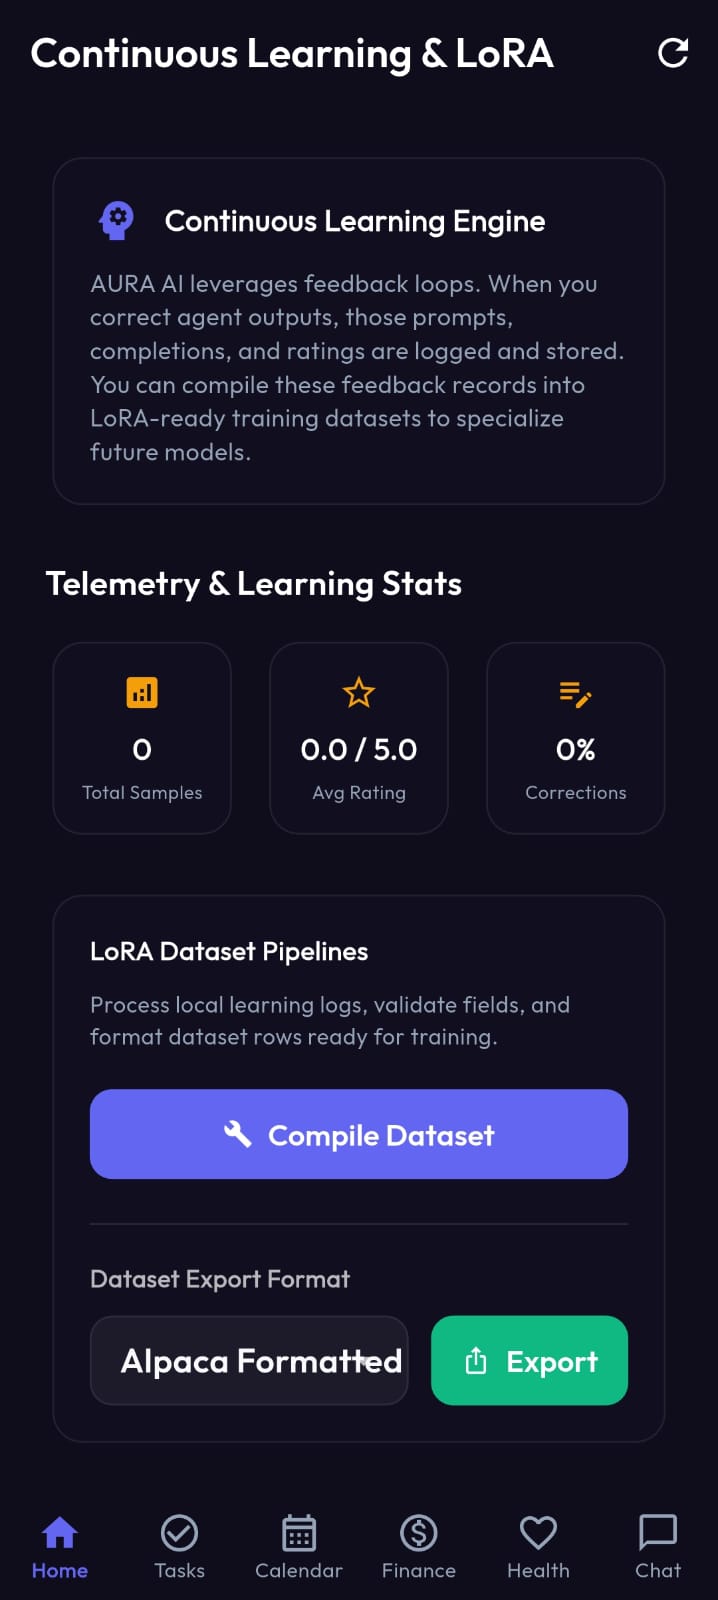 Continuous Learning & LoRA
Continuous Learning Engine
AURA AI leverages feedback loops. When you
correct agent outputs, those prompts,
completions, and ratings are logged and stored.
You can compile these feedback records into
LoRA-ready training datasets to specialize
future models.
Telemetry & Learning Stats
0
Total Samples
0.0 / 5.0
Avg Rating
0%
Corrections
LoRA Dataset Pipelines
Process local learning logs, validate fields, and
format dataset rows ready for training.
Compile Dataset
Dataset Export Format
Alpaca Formatted
Export
Home
Tasks
Calendar
Finance
Health
Chat